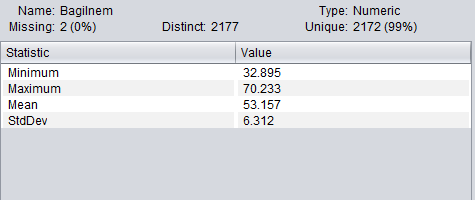 Name: Bagilnem Type: Numeric
Missing: 2 (0%) Distinct: 2177 Unique: 2172 (99%)
Statistic Value
Minimum 32.895
Maximum 70.233
Mean 53.157
StdDev 6.312